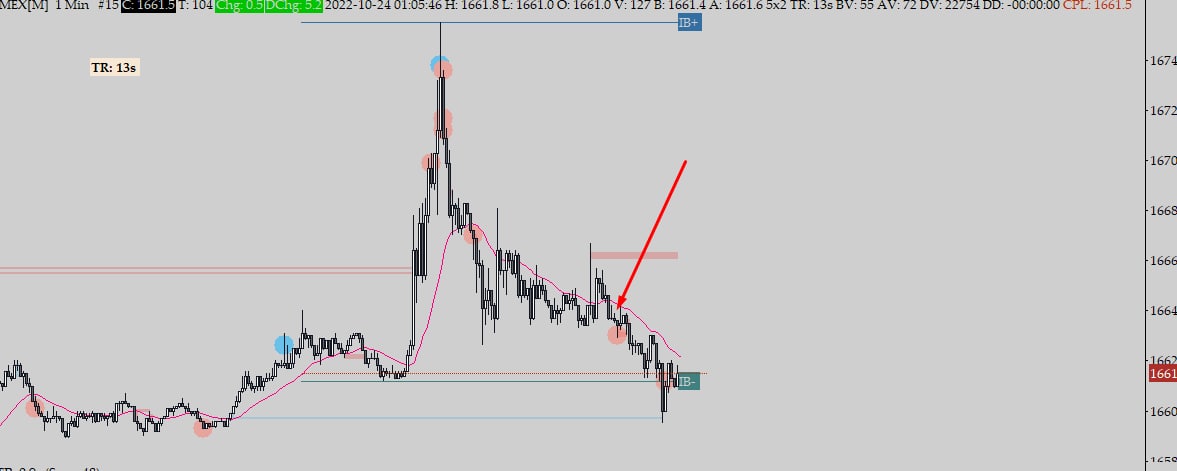 MEX[M] 1 Min #15 C: 1661.5 T: 104 Chg: 0.5 DChg: 5.2 2022-10-24 01:05:46 H: 1661.8 L: 1661.0 O: 1661.0 V: 127 B: 1661.4 A: 1661.6 5x2 TR: 13s BV: 55 AV: 72 DV: 22754 DD: -00:00:00 CPL: 1661.5
IB+
TR: 13s
1674
1672
1670
1668
1666
1664
1662
1661
IB-
1660